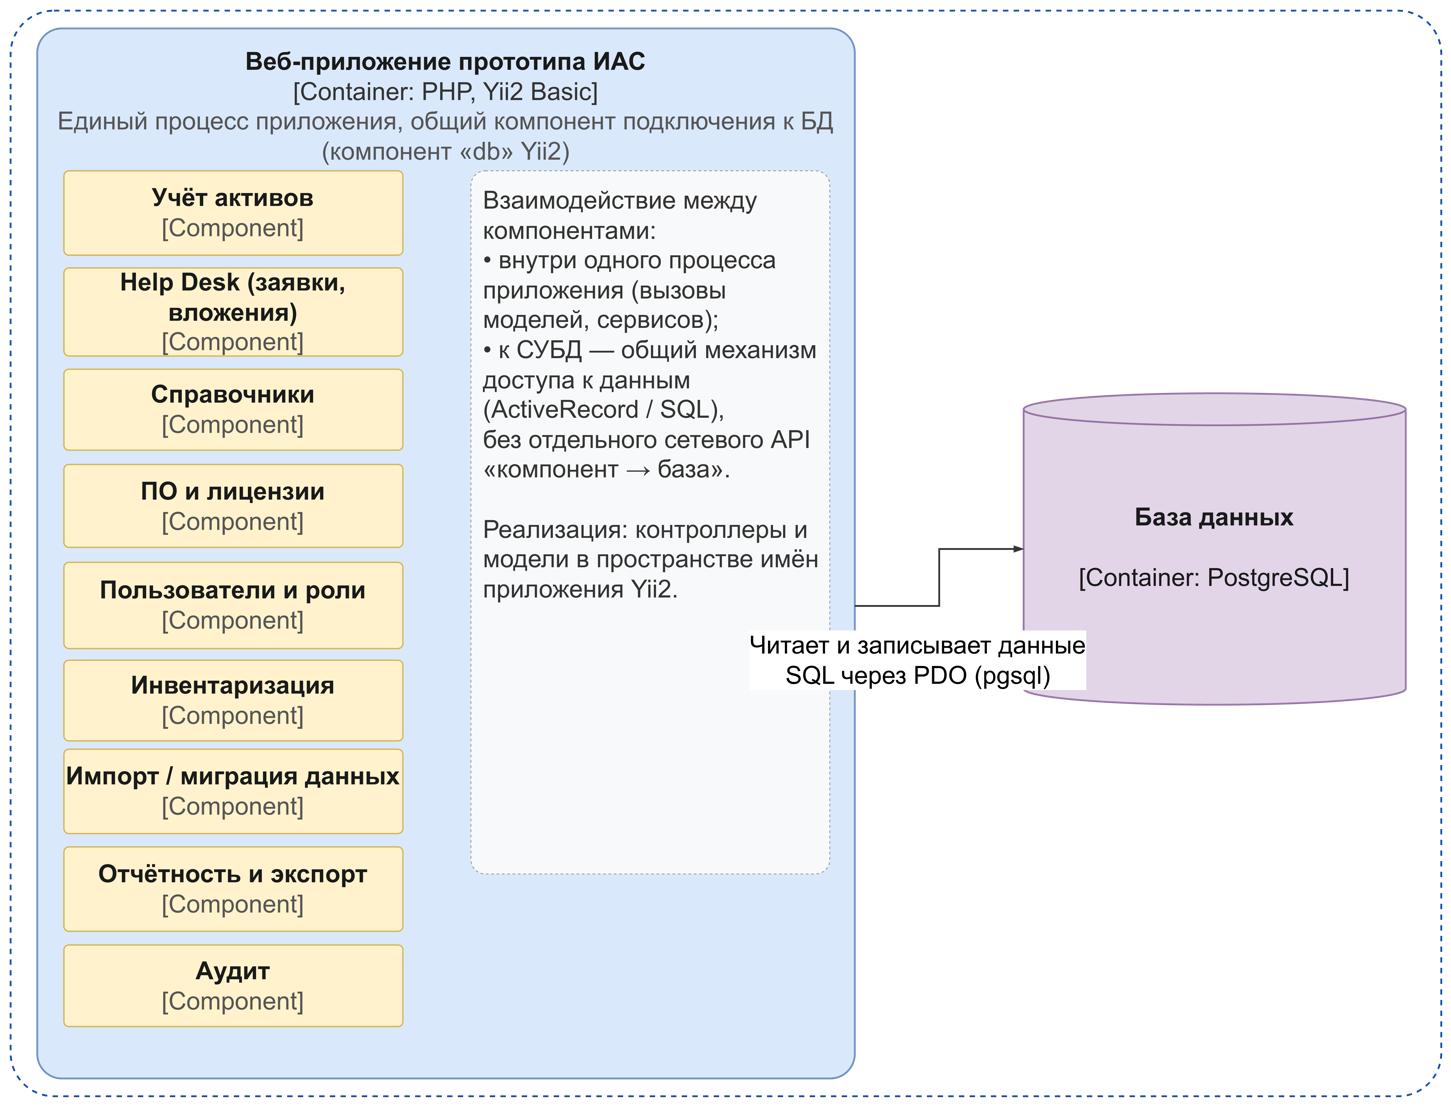 Веб-приложение прототипа ИАС
[Container: PHP, Yii2 Basic]
Единый процесс приложения, общий компонент подключения к БД
(компонент «db» Yii2)
Учёт активов
[Component]
Help Desk (заявки,
вложения)
[Component]
Справочники
[Component]
ПО и лицензии
[Component]
Пользователи и роли
[Component]
Инвентаризация
[Component]
Импорт / миграция данных
[Component]
Отчётность и экспорт
[Component]
Аудит
[Component]
Взаимодействие между
компонентами:
• внутри одного процесса
приложения (вызовы
моделей, сервисов);
• к СУБД — общий механизм
доступа к данным
(ActiveRecord / SQL),
без отдельного сетевого API
«компонент → база».
Реализация: контроллеры и
модели в пространстве имён
приложения Yii2.
Читает и записывает данные
SQL через PDO (pgsql)
База данных
[Container: PostgreSQL]